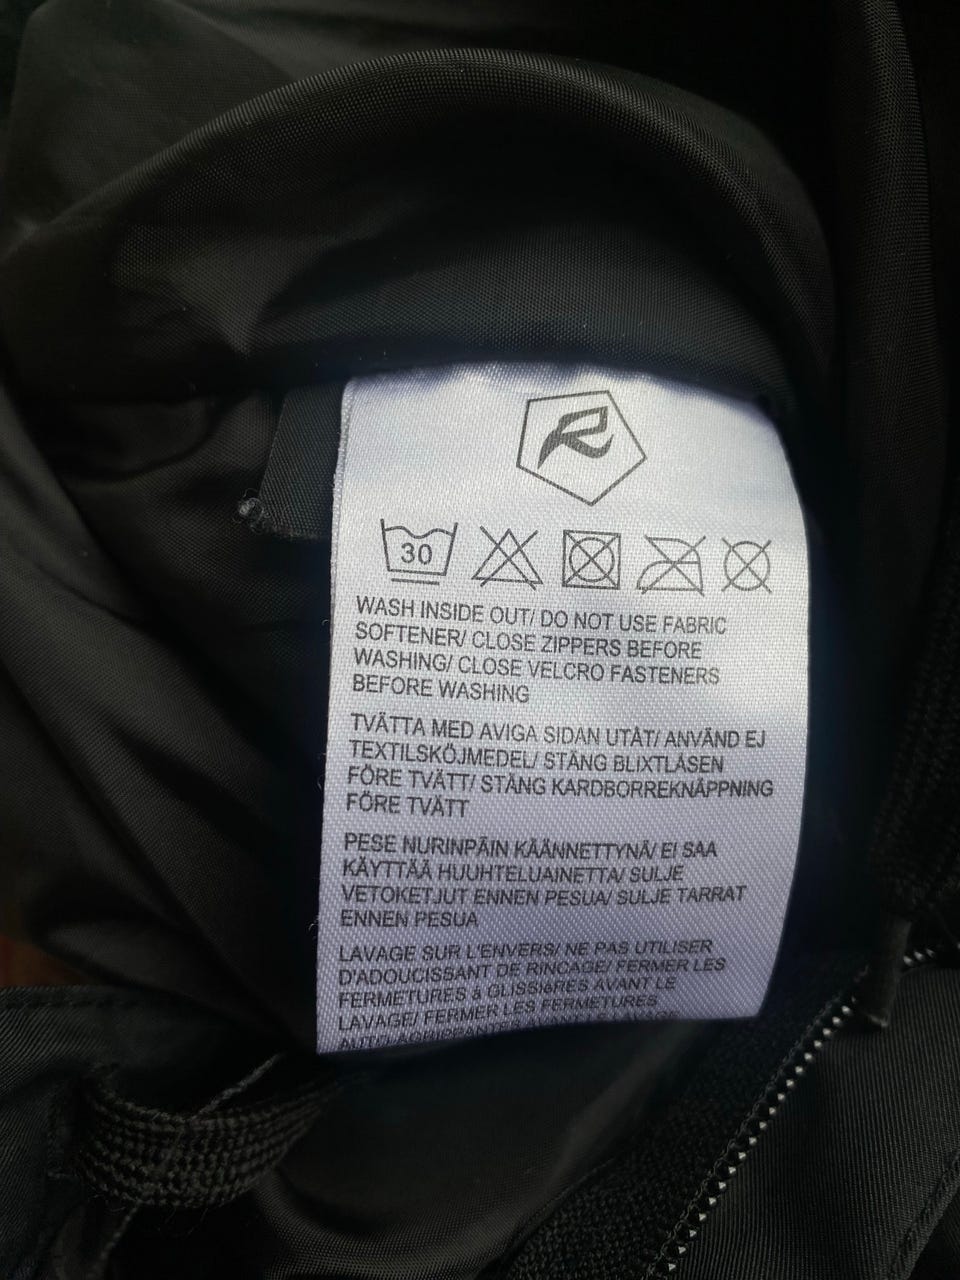 R
30
WASH INSIDE OUT/ DO NOT USE FABRIC
SOFTENER/ CLOSE ZIPPERS BEFORE
WASHING/ CLOSE VELCRO FASTENERS
BEFORE WASHING
TVÄTTA MED AVIGA SIDAN UTÅT/ ANVÄND EJ
TEXTILSKÖJMEDEL/ STÄNG BLIXTLÅSEN
FÖRE TVÄTT/ STÄNG KARDBORREKNÄPPNING
FÖRE TVÄTT
PESE NURINPÄIN KÄÄNNETTYNÄ/ EI SAA
KÄYTTÄÄ HUUHTELUAINETTA/ SULJE
VETOKETJUT ENNEN PESUA/ SULJE TARRAT
ENNEN PESUA
LAVAGE SUR L'ENVERS/ NE PAS UTILISER
D'ADOUCISSANT DE RINCAGE/ FERMER LES
FERMETURES à GLISSIèRES AVANT LE
LAVAGE/ FERMER LES FERMETURES
LE LAVAGE